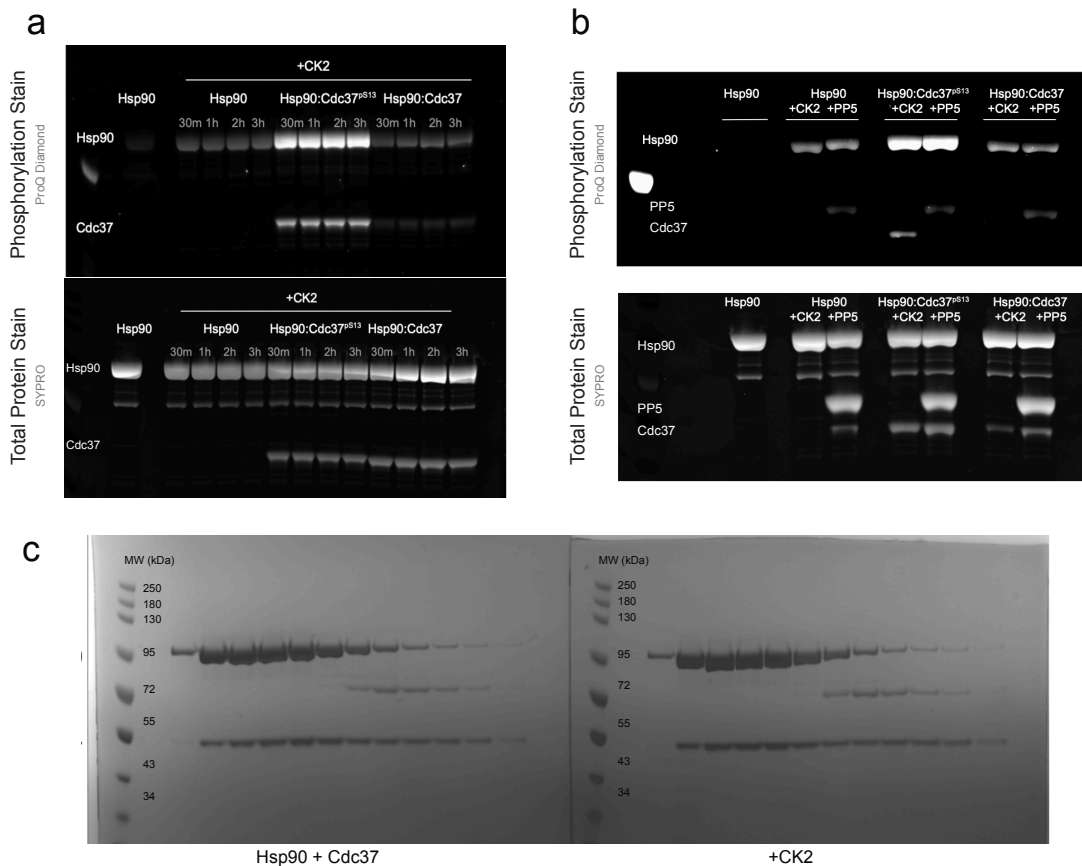 a
Phosphorylation Stain
ProQ Diamond
+CK2
Hsp90 Hsp90 Hsp90:Cdc37pS13 Hsp90:Cdc37
30m 1h 2h 3h 30m 1h 2h 3h 30m 1h 2h 3h
Hsp90
Cdc37
Total Protein Stain
SYPRO
+CK2
Hsp90 Hsp90 Hsp90:Cdc37pS13 Hsp90:Cdc37
30m 1h 2h 3h 30m 1h 2h 3h 30m 1h 2h 3h
Hsp90
Cdc37
b
Phosphorylation Stain
ProQ Diamond
Hsp90 Hsp90 Hsp90:Cdc37pS13 Hsp90:Cdc37
+CK2 +PP5 +CK2 +PP5 +CK2 +PP5
Hsp90
PP5
Cdc37
Total Protein Stain
SYPRO
Hsp90 Hsp90 Hsp90:Cdc37pS13 Hsp90:Cdc37
+CK2 +PP5 +CK2 +PP5 +CK2 +PP5
Hsp90
PP5
Cdc37
c
MW (kDa)
250
180
130
95
72
55
43
34
Hsp90 + Cdc37
MW (kDa)
250
180
130
95
72
55
43
34
+CK2